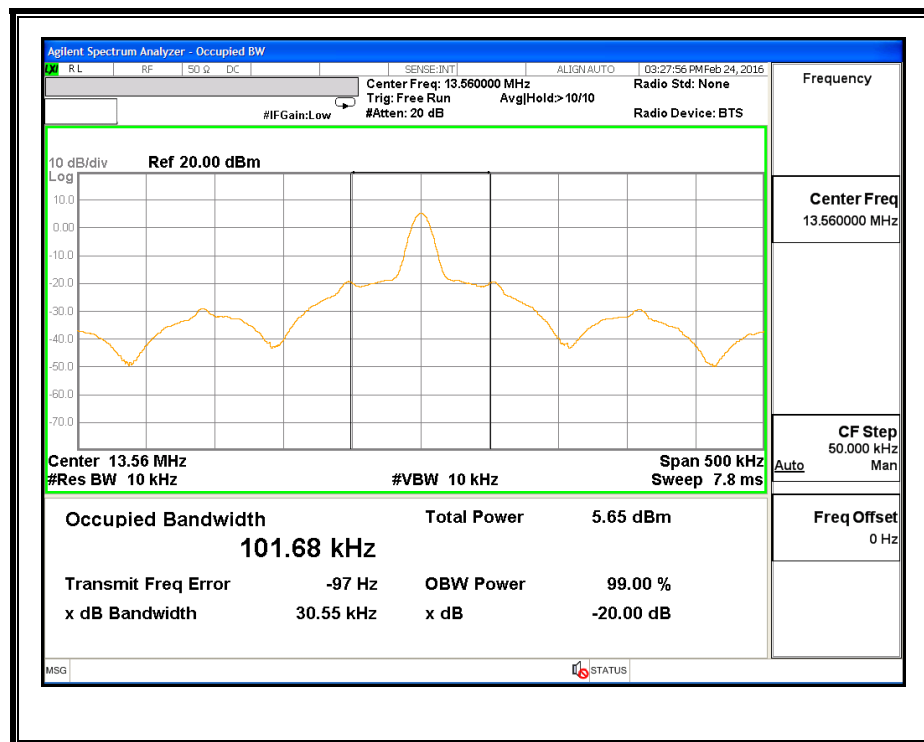 Agilent Spectrum Analyzer - Occupied BW
LXI RL RF 50 Ω DC SENSE:INT ALIGN AUTO 03:27:56 PM Feb 24, 2016
Center Freq: 13.560000 MHz Radio Std: None
Trig: Free Run Avg|Hold:>10/10
#IFGain:Low #Atten: 20 dB Radio Device: BTS
10 dB/div Ref 20.00 dBm
Log
10.0
0.00
-10.0
-20.0
-30.0
-40.0
-50.0
-60.0
-70.0
Center 13.56 MHz Span 500 kHz
#Res BW 10 kHz #VBW 10 kHz Sweep 7.8 ms
Occupied Bandwidth Total Power 5.65 dBm
101.68 kHz
Transmit Freq Error -97 Hz OBW Power 99.00 %
x dB Bandwidth 30.55 kHz x dB -20.00 dB
MSG STATUS
Frequency
Center Freq
13.560000 MHz
CF Step
50.000 kHz
Auto Man
Freq Offset
0 Hz